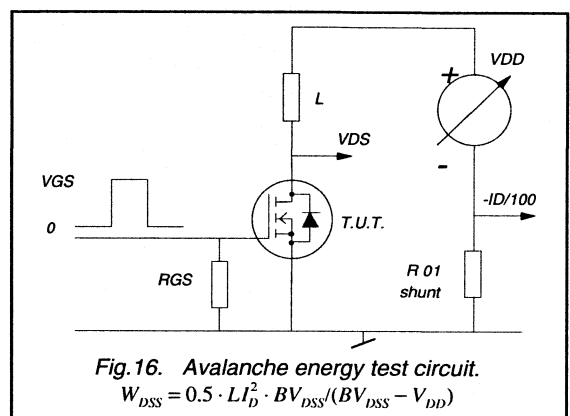 VDD
+
L
VDS
-
VGS
-ID/100
0
T.U.T.
RGS
R 01
shunt
Fig.16. Avalanche energy test circuit.
W_DSS = 0.5 · LI_D^2 · BV_DSS/(BV_DSS − V_DD)